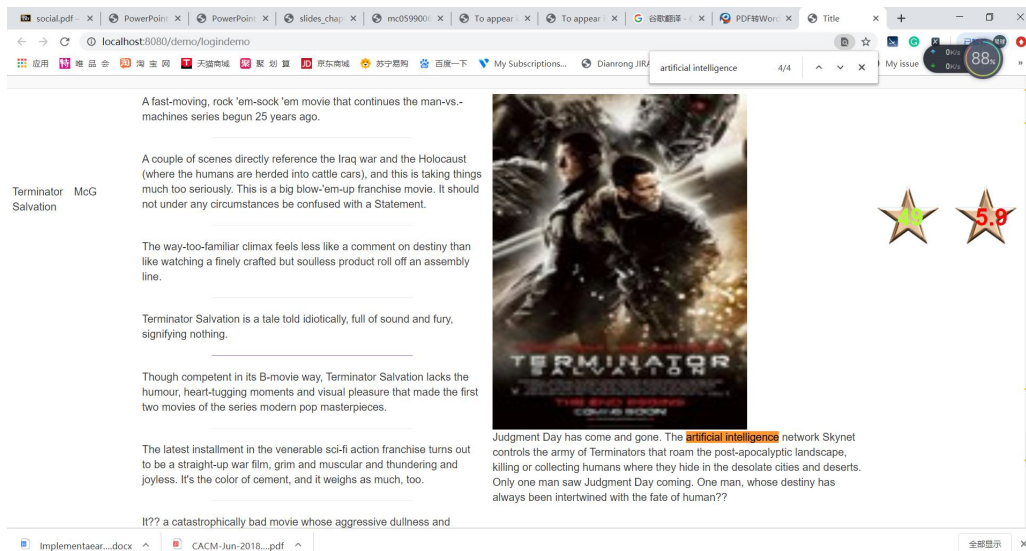 social.pdf –
PowerPoint
PowerPoint
slides_chap
mc0599008
To appear
To appear
谷歌翻译 -
PDF转Word
Title
localhost:8080/demo/logindemo
应用
唯 品 会
淘 宝 网
天猫商城
聚 划 算
京东商城
苏宁易购
百度一下
My Subscriptions...
Dianrong JIRA
My issue
artificial intelligence 4/4
0K/s
0K/s
88%
A fast-moving, rock 'em-sock 'em movie that continues the man-vs.-
machines series begun 25 years ago.
A couple of scenes directly reference the Iraq war and the Holocaust
(where the humans are herded into cattle cars), and this is taking things
much too seriously. This is a big blow-'em-up franchise movie. It should
not under any circumstances be confused with a Statement.
Terminator McG
Salvation
The way-too-familiar climax feels less like a comment on destiny than
like watching a finely crafted but soulless product roll off an assembly
line.
Terminator Salvation is a tale told idiotically, full of sound and fury,
signifying nothing.
Though competent in its B-movie way, Terminator Salvation lacks the
humour, heart-tugging moments and visual pleasure that made the first
two movies of the series modern pop masterpieces.
The latest installment in the venerable sci-fi action franchise turns out
to be a straight-up war film, grim and muscular and thundering and
joyless. It's the color of cement, and it weighs as much, too.
It?? a catastrophically bad movie whose aggressive dullness and
TERMINATOR
SALVATION
THE END BEGINS
COMING SOON
Judgment Day has come and gone. The artificial intelligence network Skynet
controls the army of Terminators that roam the post-apocalyptic landscape,
killing or collecting humans where they hide in the desolate cities and deserts.
Only one man saw Judgment Day coming. One man, whose destiny has
always been intertwined with the fate of human??
49
5.9
Implementaear....docx
CACM-Jun-2018....pdf
全部显示